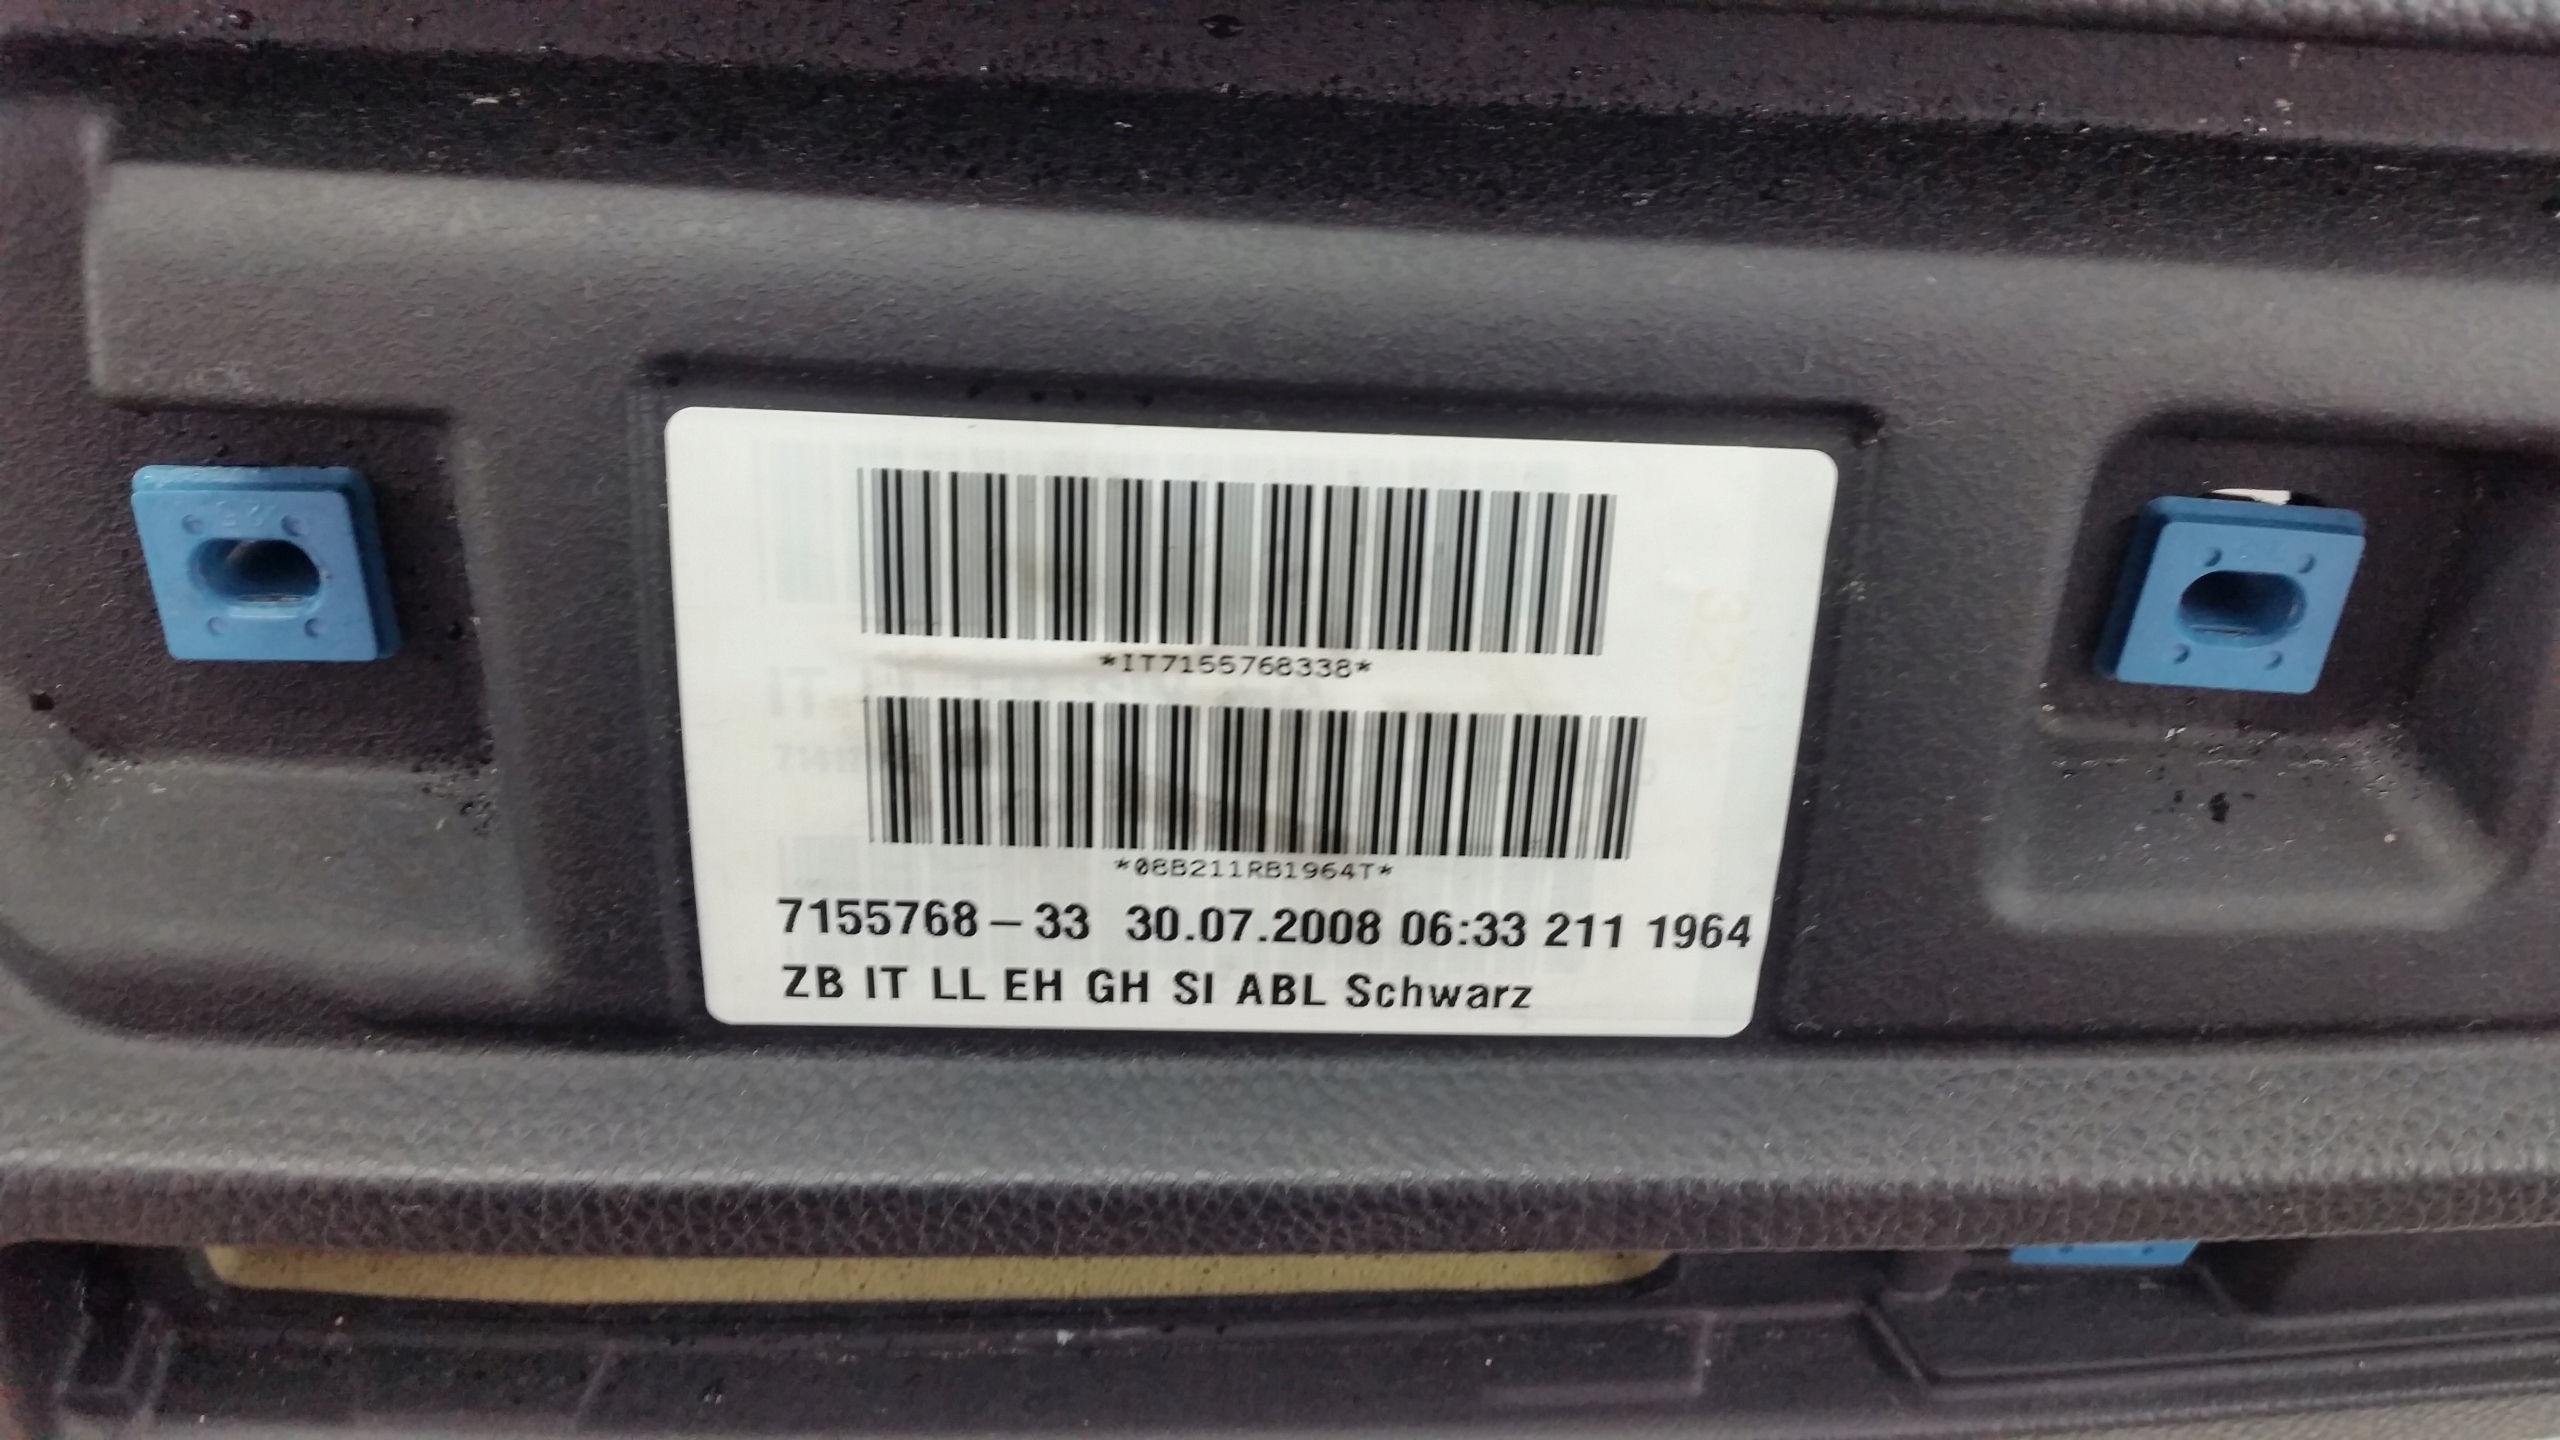 *IT7155768338*
*08B211RB1964T*
7155768-33 30.07.2008 06:33 211 1964
ZB IT LL EH GH SI ABL Schwarz